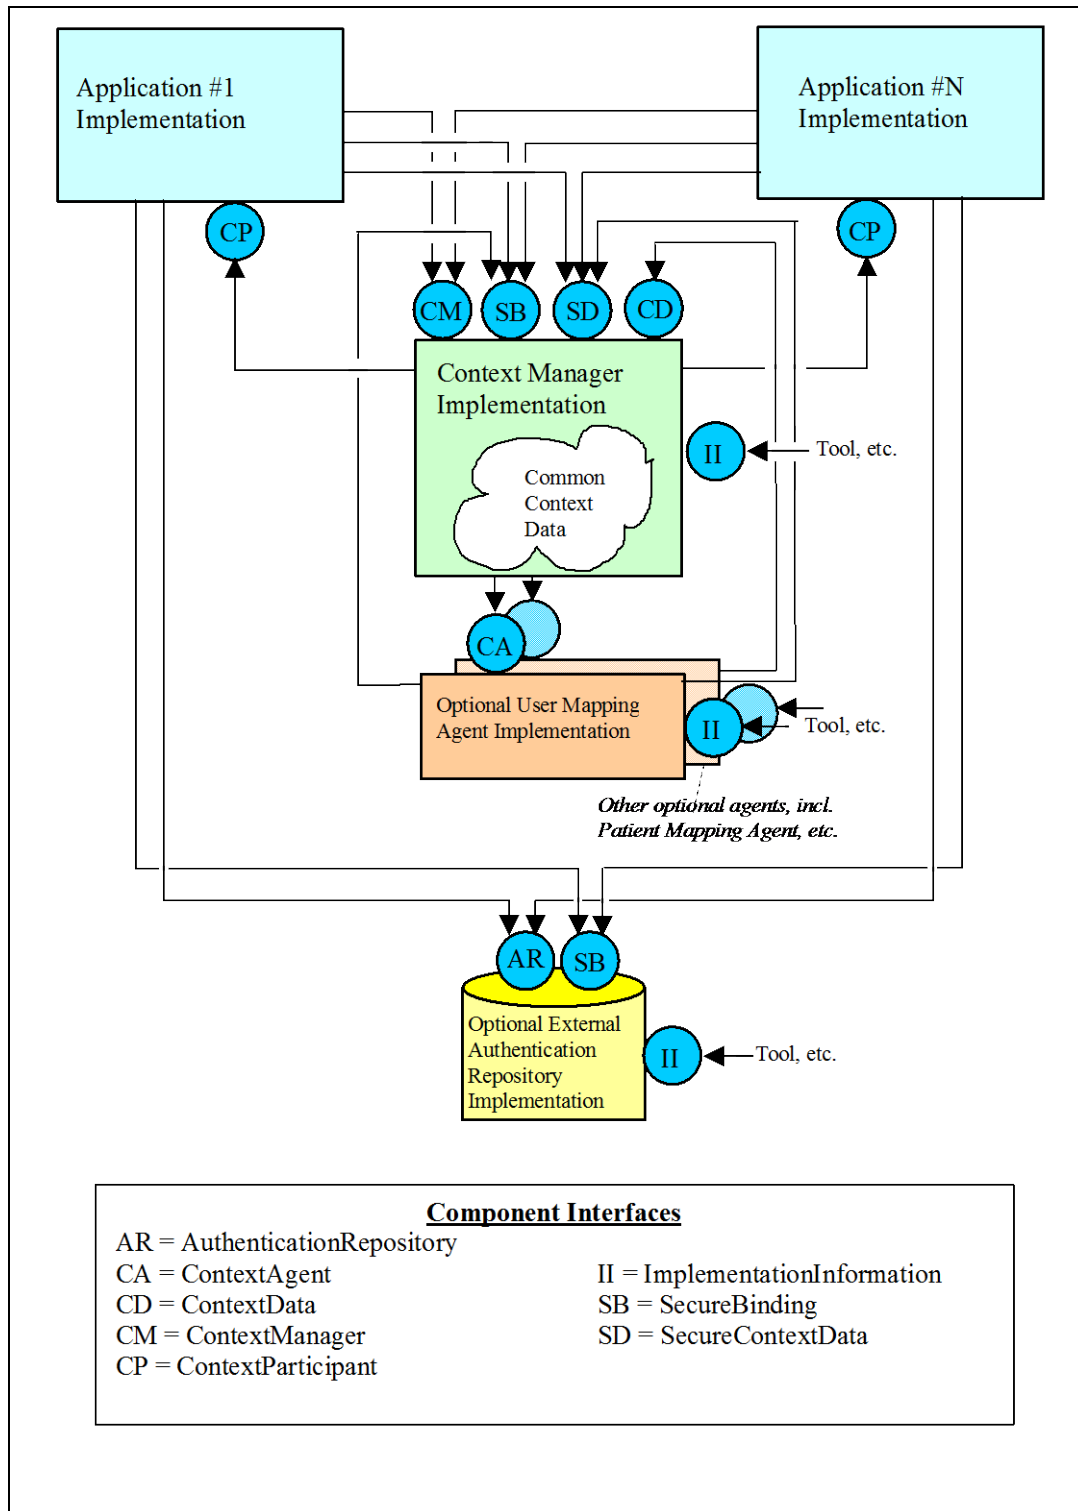 Application #1
Implementation
Application #N
Implementation
CP
CP
CM
SB
SD
CD
Context Manager
Implementation
II
Tool, etc.
Common
Context
Data
CA
Optional User Mapping
Agent Implementation
II
Tool, etc.
Other optional agents, incl.
Patient Mapping Agent, etc.
AR
SB
Optional External
Authentication
Repository
Implementation
II
Tool, etc.
Component Interfaces
AR = AuthenticationRepository
CA = ContextAgent
II = ImplementationInformation
CD = ContextData
SB = SecureBinding
CM = ContextManager
SD = SecureContextData
CP = ContextParticipant